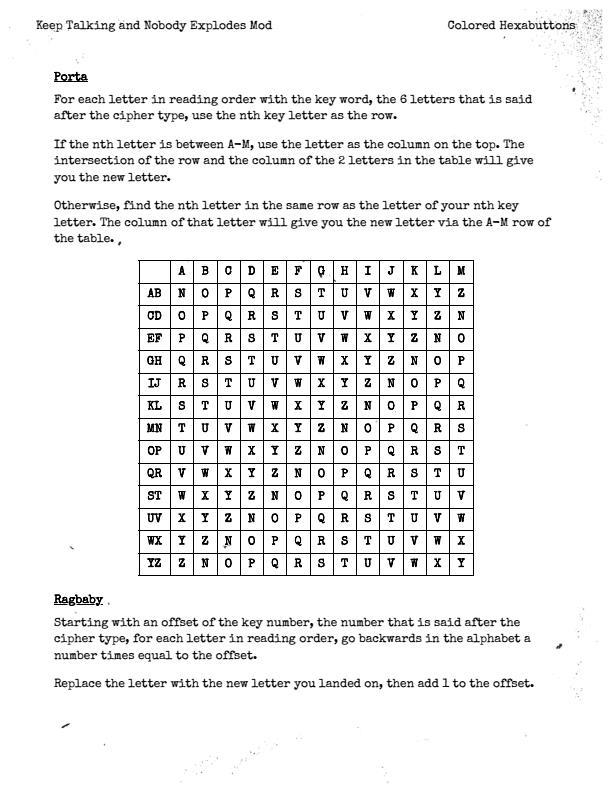 Keep Talking and Nobody Explodes Mod Colored Hexabuttons
Porta
For each letter in reading order with the key word, the 6 letters that is said
after the cipher type, use the nth key letter as the row.
If the nth letter is between A-M, use the letter as the column on the top. The
intersection of the row and the column of the 2 letters in the table will give
you the new letter.
Otherwise, find the nth letter in the same row as the letter of your nth key
letter. The column of that letter will give you the new letter via the A-M row of
the table.
A B C D E F G H I J K L M
AB N O P Q R S T U V W X Y Z
CD O P Q R S T U V W X Y Z N
EF P Q R S T U V W X Y Z N O
GH Q R S T U V W X Y Z N O P
IJ R S T U V W X Y Z N O P Q
KL S T U V W X Y Z N O P Q R
MN T U V W X Y Z N O P Q R S
OP U V W X Y Z N O P Q R S T
QR V W X Y Z N O P Q R S T U
ST W X Y Z N O P Q R S T U V
UV X Y Z N O P Q R S T U V W
WX Y Z N O P Q R S T U V W X
YZ Z N O P Q R S T U V W X Y
Ragbaby
Starting with an offset of the key number, the number that is said after the
cipher type, for each letter in reading order, go backwards in the alphabet a
number times equal to the offset.
Replace the letter with the new letter you landed on, then add 1 to the offset.